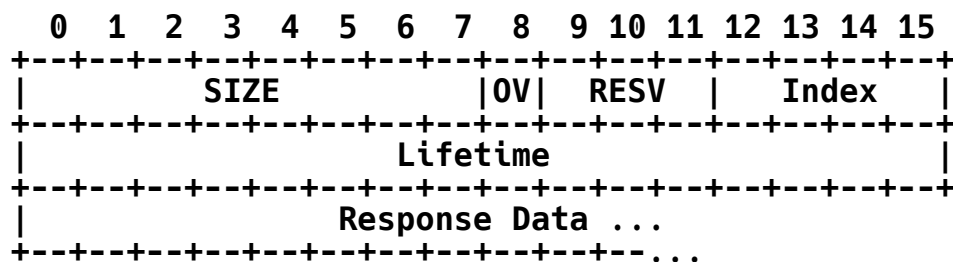 0  1  2  3  4  5  6  7  8  9 10 11 12 13 14 15
+--+--+--+--+--+--+--+--+--+--+--+--+--+--+--+--+
|         SIZE          |OV|  RESV  |   Index   |
+--+--+--+--+--+--+--+--+--+--+--+--+--+--+--+--+
|                   Lifetime                    |
+--+--+--+--+--+--+--+--+--+--+--+--+--+--+--+--+
|                Response Data ...
+--+--+--+--+--+--+--+--+--+--+--...